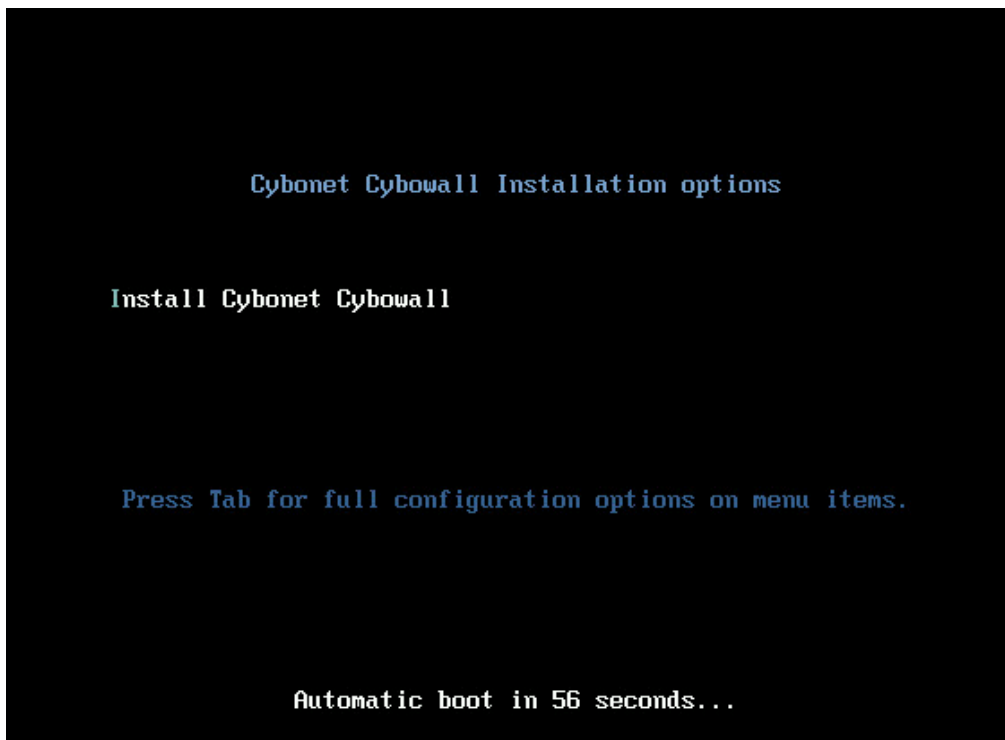 Cybonet Cybowall Installation options
Install Cybonet Cybowall
Press Tab for full configuration options on menu items.
Automatic boot in 56 seconds...